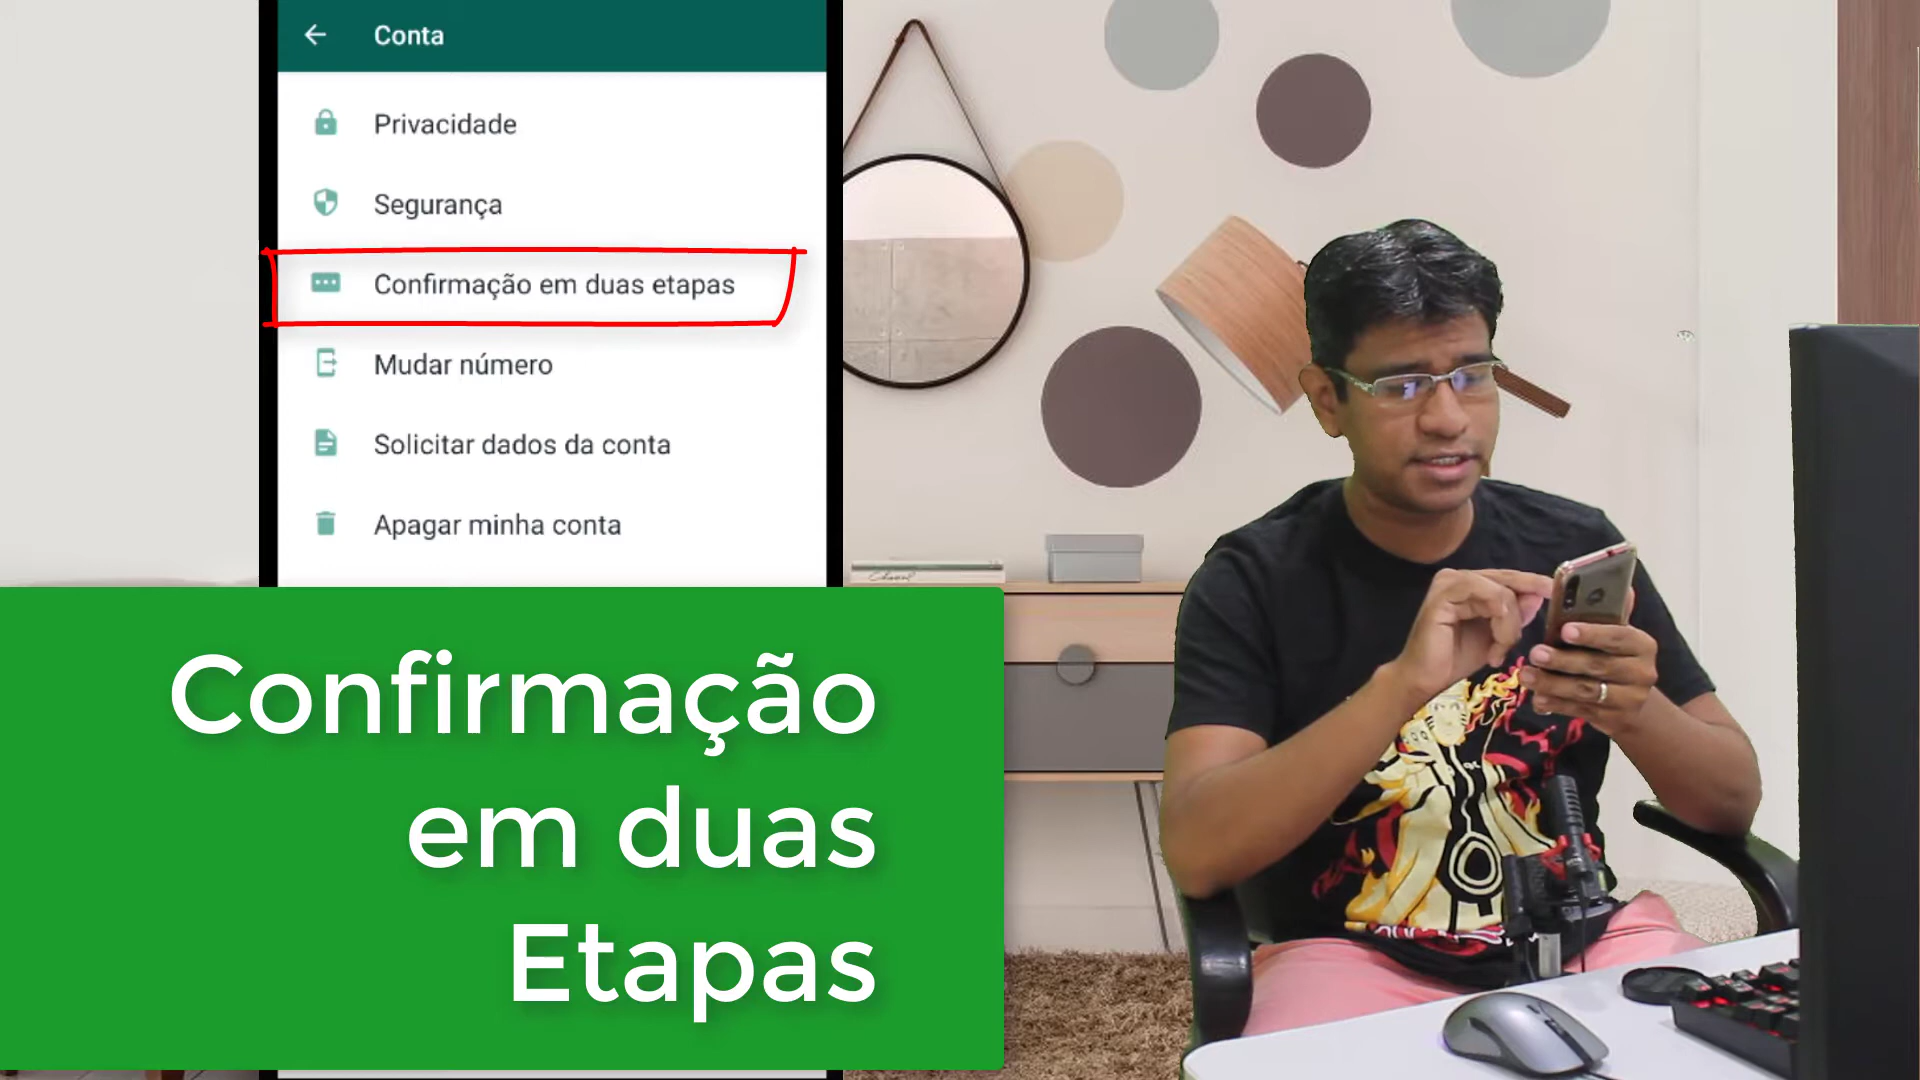 Conta
Privacidade
Segurança
Confirmação em duas etapas
Mudar número
Solicitar dados da conta
Apagar minha conta
Confirmação
em duas
Etapas